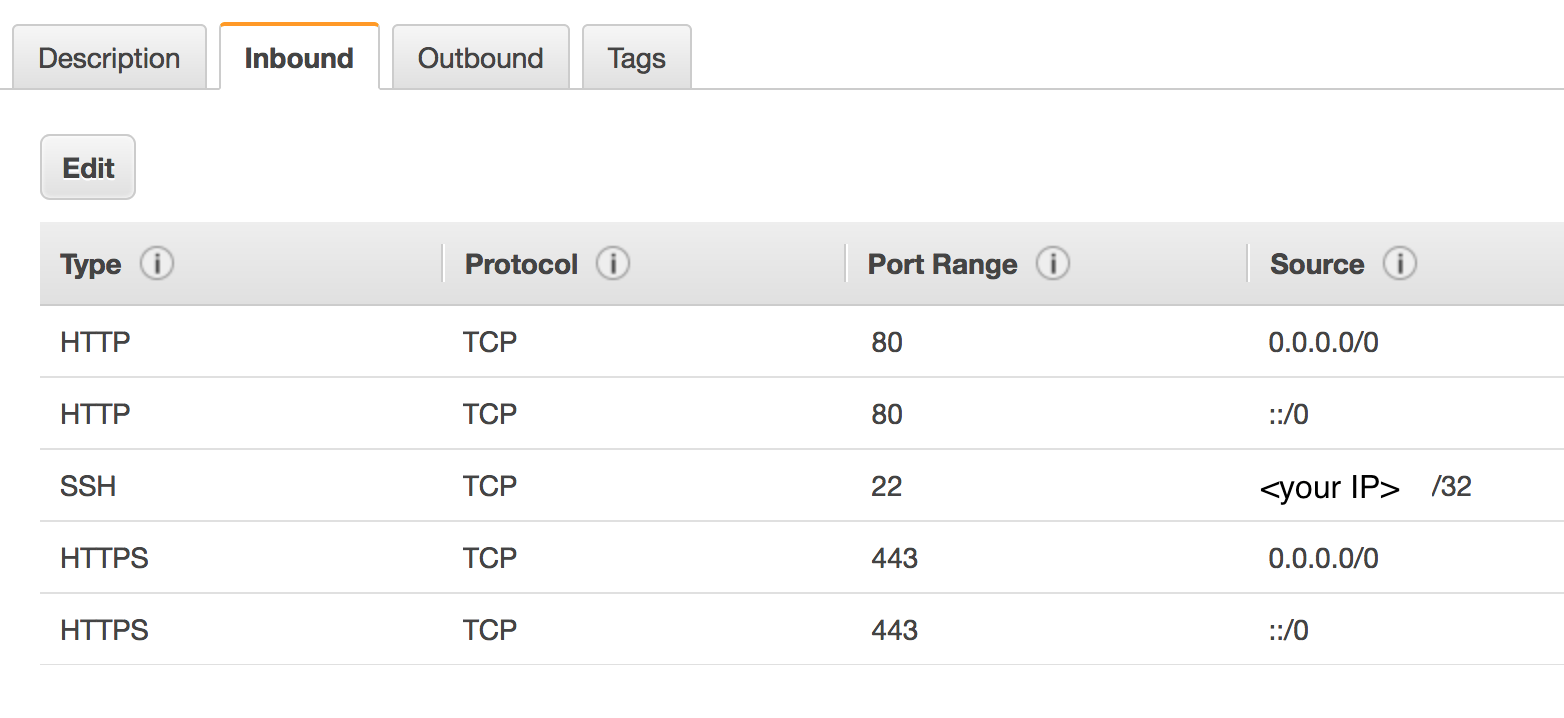 Description Inbound Outbound Tags
Edit
Type Protocol Port Range Source
HTTP TCP 80 0.0.0.0/0
HTTP TCP 80 ::/0
SSH TCP 22 <your IP> /32
HTTPS TCP 443 0.0.0.0/0
HTTPS TCP 443 ::/0